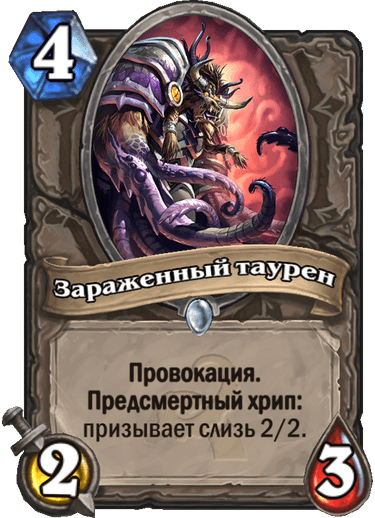 4
Зараженный таурен
Провокация.
Предсмертный хрип:
призывает слизь 2/2.
2
3